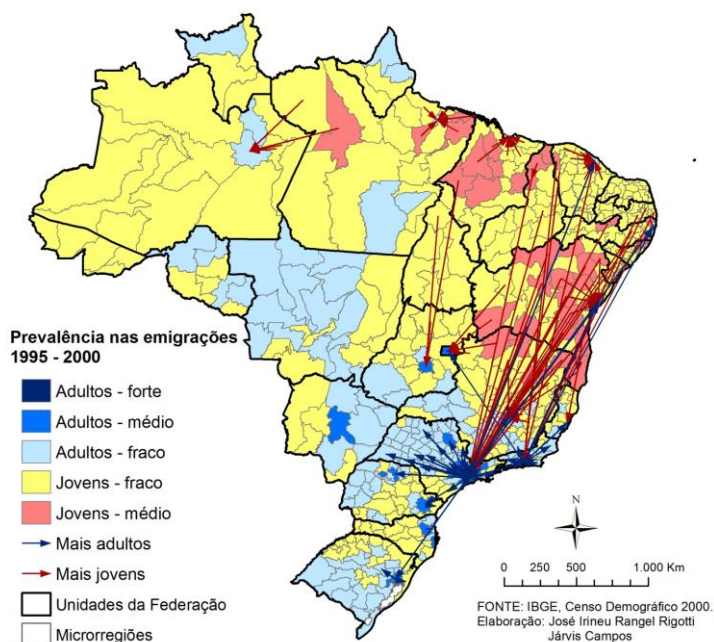 Prevalência nas emigrações
1995 - 2000
Adultos - forte
Adultos - médio
Adultos - fraco
Jovens - fraco
Jovens - médio
Mais adultos
Mais jovens
Unidades da Federação
Microrregiões
N
0 250 500 1.000 Km
FONTE: IBGE, Censo Demográfico 2000.
Elaboração: José Irineu Rangel Rigotti
Járvis Campos